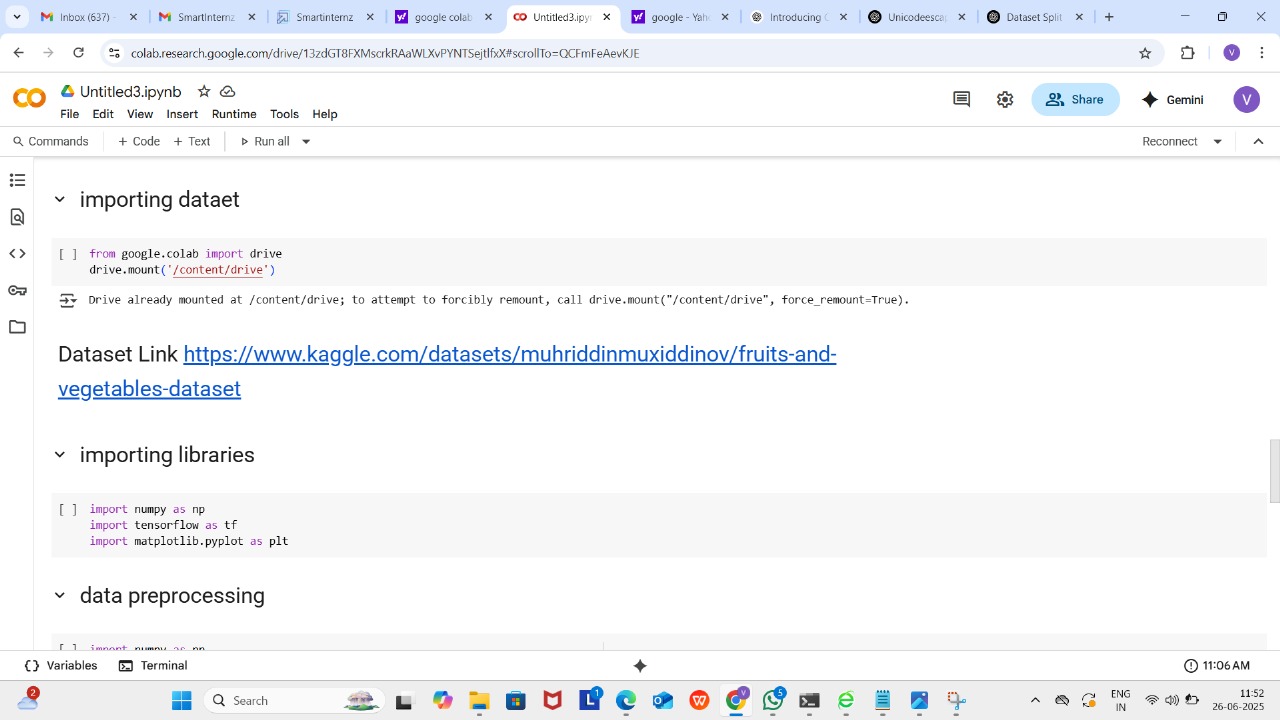 Inbox (637) -
SmartInternz
Smartinternz
google colab
Untitled3.ipy
google - Yah
Introducing C
Unicodeesca
Dataset Split
colab.research.google.com/drive/13zdGT8FXMscrkRAaWLXvPYNTSejtlfxX#scrollTo=QCFmFeAevKJE
V
Untitled3.ipynb
File Edit View Insert Runtime Tools Help
Share
Gemini
V
Commands + Code + Text Run all
Reconnect
importing dataet
[ ] from google.colab import drive
drive.mount('/content/drive')
Drive already mounted at /content/drive; to attempt to forcibly remount, call drive.mount("/content/drive", force_remount=True).
Dataset Link https://www.kaggle.com/datasets/muhriddinmuxiddinov/fruits-and-
vegetables-dataset
importing libraries
[ ] import numpy as np
import tensorflow as tf
import matplotlib.pyplot as plt
data preprocessing
[ ] import numpy as np
{} Variables Terminal
11:06 AM
2
Search
L 1
W
V
5
ENG
IN
11:52
26-06-2025